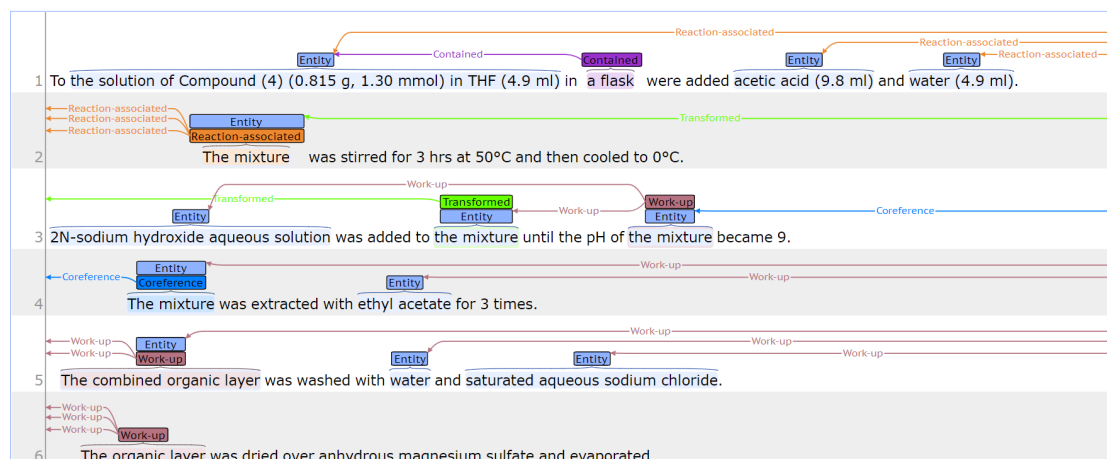 Reaction-associated
Entity Contained Contained Entity Reaction-associated Entity Reaction-associated
1 To the solution of Compound (4) (0.815 g, 1.30 mmol) in THF (4.9 ml) in a flask were added acetic acid (9.8 ml) and water (4.9 ml).
Reaction-associated
Reaction-associated Entity Transformed
Reaction-associated Reaction-associated
2 The mixture was stirred for 3 hrs at 50ºC and then cooled to 0ºC.
Work-up
Transformed Transformed Work-up
Entity Entity Work-up Entity Coreference
3 2N-sodium hydroxide aqueous solution was added to the mixture until the pH of the mixture became 9.
Entity Work-up
Coreference Coreference Entity Work-up
4 The mixture was extracted with ethyl acetate for 3 times.
Work-up
Work-up Entity Work-up
Work-up Work-up Entity Entity Work-up
5 The combined organic layer was washed with water and saturated aqueous sodium chloride.
Work-up
Work-up
Work-up Work-up
6 The organic layer was dried over anhydrous magnesium sulfate and evaporated.